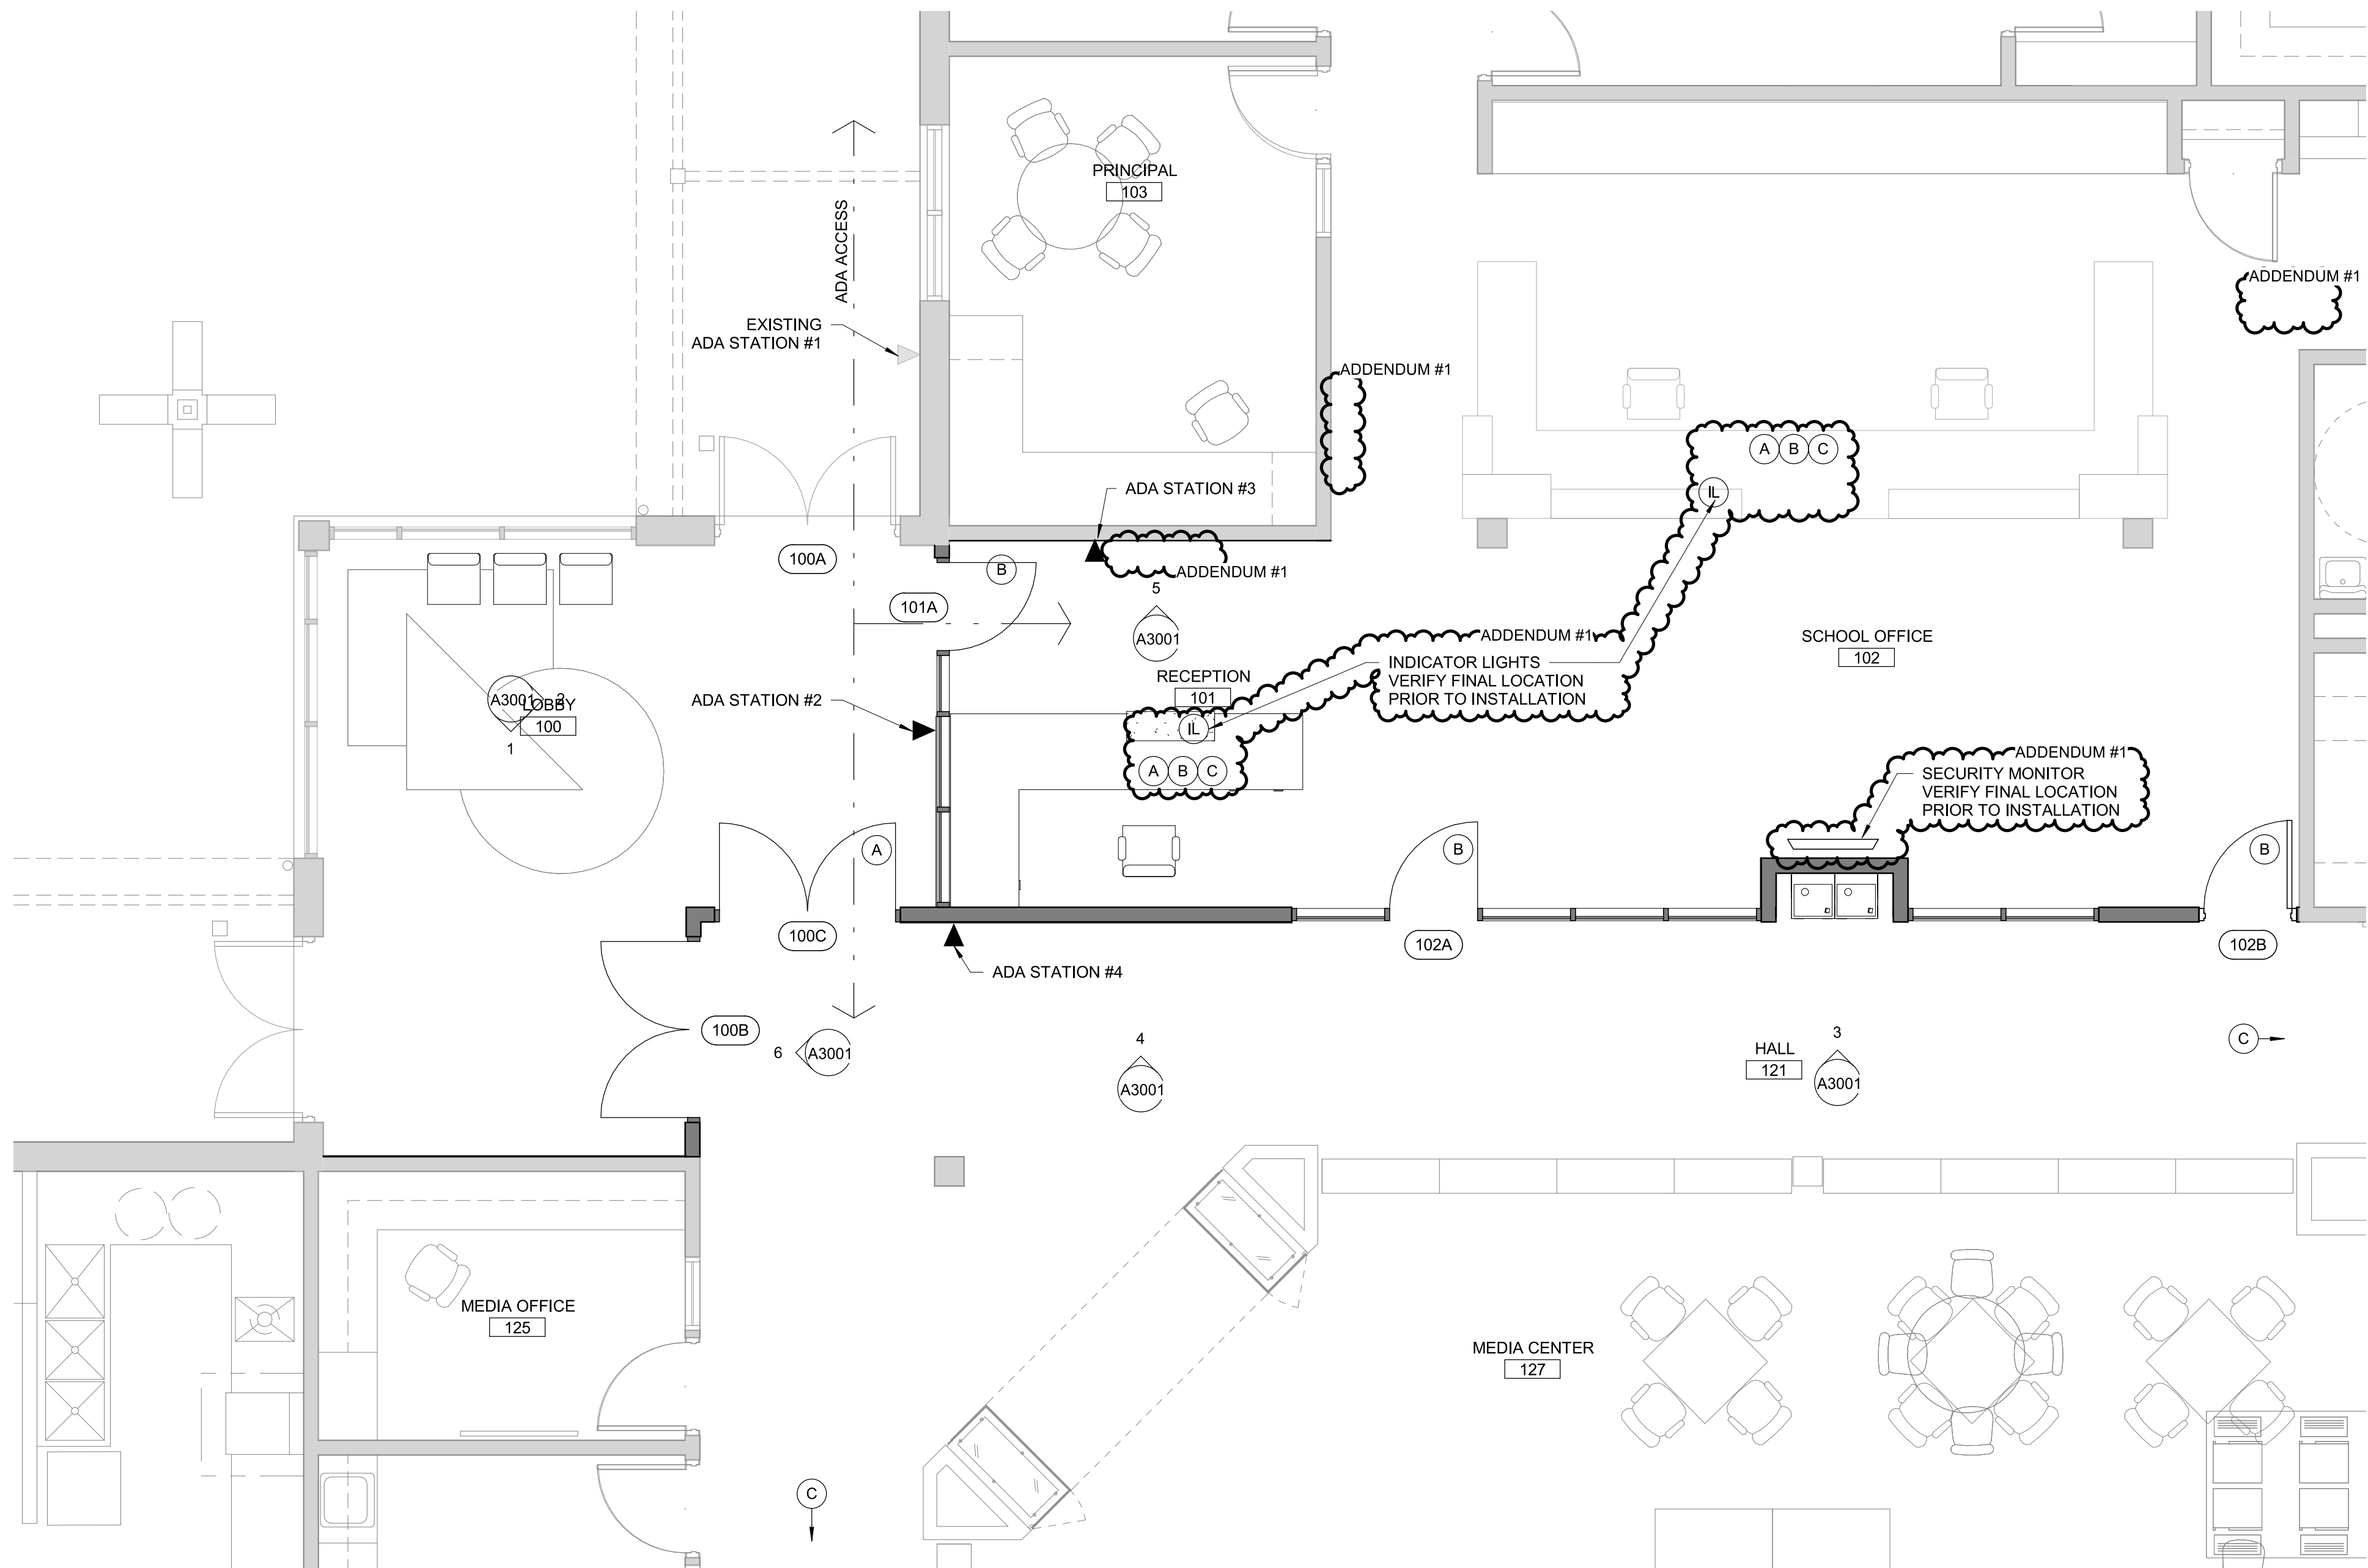 PRINCIPAL
103
ADA ACCESS
EXISTING
ADA STATION #1
ADDENDUM #1
ADDENDUM #1
A B C
IL
ADA STATION #3
100A
B
ADDENDUM #1
5
A3001
101A
ADDENDUM #1
INDICATOR LIGHTS
VERIFY FINAL LOCATION
PRIOR TO INSTALLATION
SCHOOL OFFICE
102
RECEPTION
101
ADA STATION #2
A3001 2
LOBBY
100
1
IL
A B C
ADDENDUM #1
SECURITY MONITOR
VERIFY FINAL LOCATION
PRIOR TO INSTALLATION
A
B
B
100C
102A
102B
ADA STATION #4
100B
6 A3001
4
A3001
HALL
121
3
A3001
C
MEDIA OFFICE
125
MEDIA CENTER
127
C